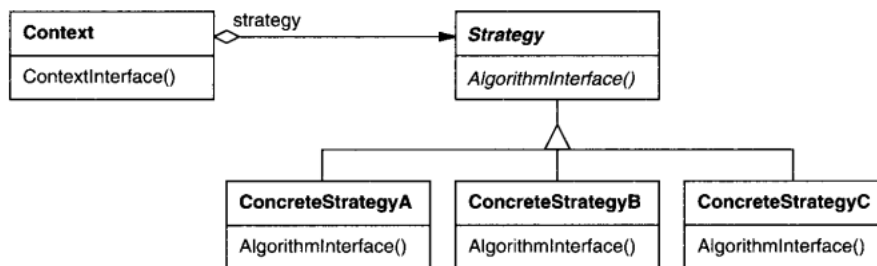 Context
strategy
Strategy
ContextInterface()
AlgorithmInterface()
ConcreteStrategyA
ConcreteStrategyB
ConcreteStrategyC
AlgorithmInterface()
AlgorithmInterface()
AlgorithmInterface()